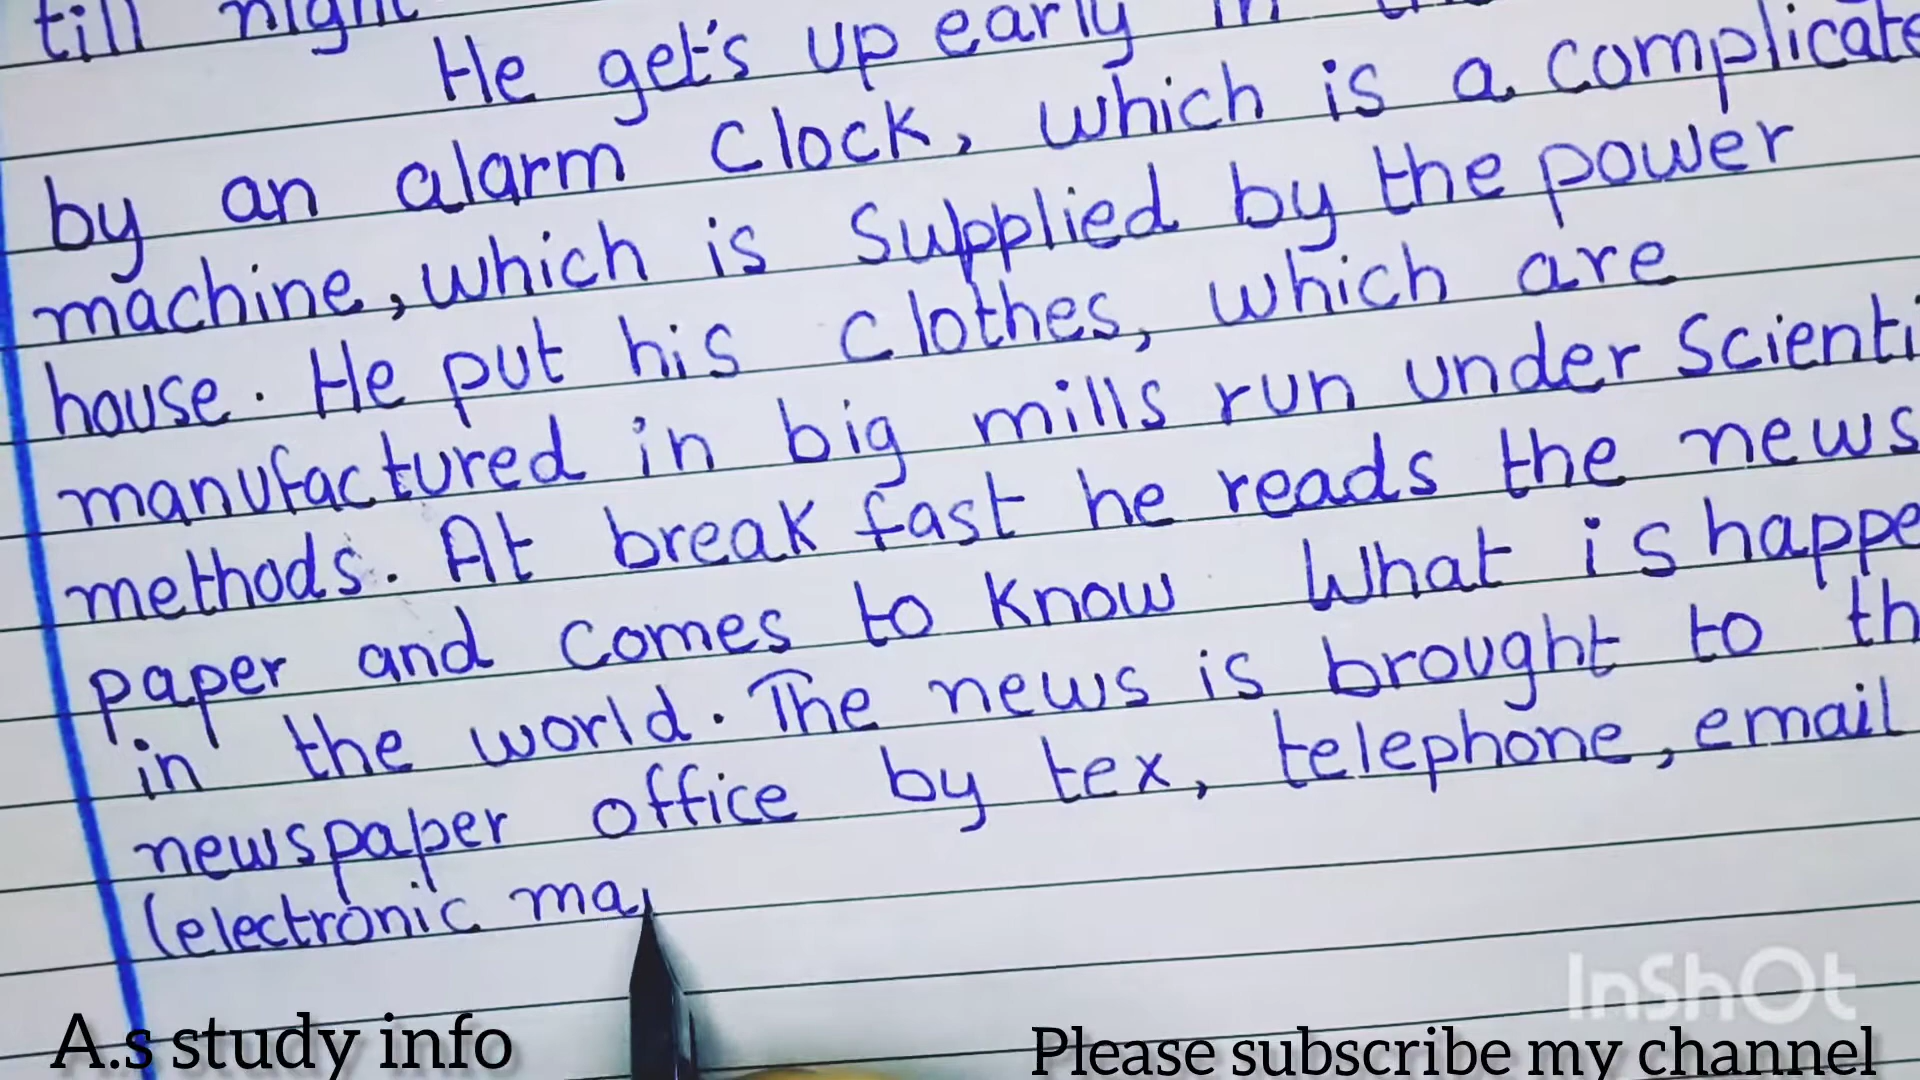 till night
He get's up early in
by an alarm clock, which is a complicate
machine, which is supplied by the power
house. He put his clothes, which are
manufactured in big mills run under Scienti
methods. At break fast he reads the news
paper and comes to know What is happe
in the world. The news is brought to th
newspaper office by tex, telephone, email
(electronic ma
InShOt
A.s study info
Please subscribe my channel